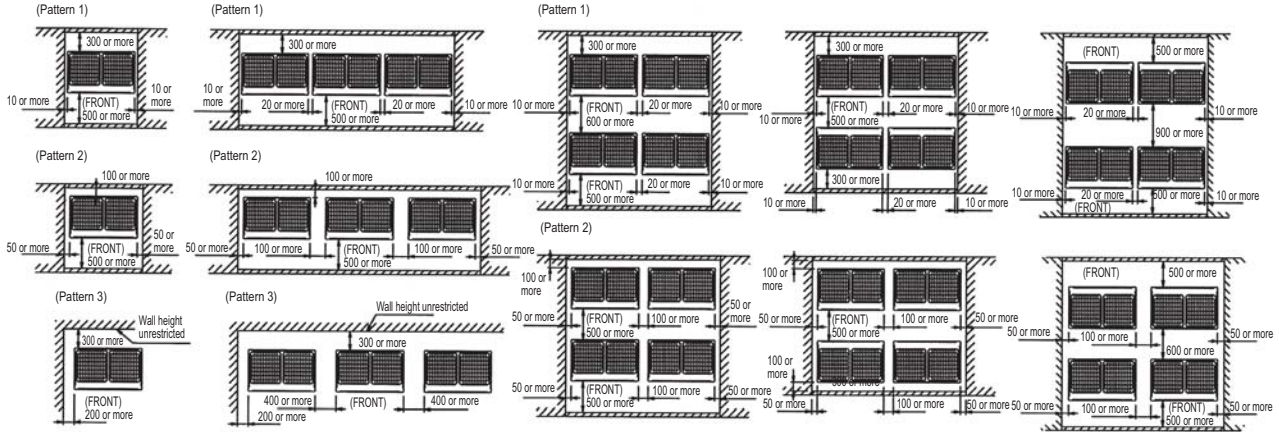 (Pattern 1)
300 or more
10 or more
10 or
more
(FRONT)
500 or more
(Pattern 2)
100 or more
50 or more
50 or
more
(FRONT)
500 or more
(Pattern 3)
Wall height
unrestricted
300 or more
(FRONT)
200 or more
(Pattern 1)
300 or more
10 or
more
20 or more
(FRONT)
500 or more
20 or more
10 or more
(Pattern 2)
100 or more
50 or more
100 or more
(FRONT)
500 or more
100 or more
50 or more
(Pattern 3)
Wall height unrestricted
300 or more
400 or more
200 or more
(FRONT)
400 or more
(Pattern 1)
300 or more
10 or more
(FRONT)
600 or more
20 or more
10 or more
10 or more
(FRONT)
500 or more
20 or more
10 or more
300 or more
10 or more
(FRONT)
500 or more
20 or more
10 or more
300 or more
10 or more
20 or more
10 or more
(FRONT)
500 or more
10 or more
20 or more
10 or more
900 or more
10 or more
20 or more
(FRONT)
500 or more
10 or more
(Pattern 2)
100 or
more
50 or more
(FRONT)
500 or more
100 or more
50 or
more
50 or more
(FRONT)
500 or more
100 or more
50 or more
100 or
more
50 or more
(FRONT)
500 or more
100 or more
50 or more
100 or
more
500 or more
50 or more
100 or more
50 or more
(FRONT)
500 or more
50 or more
100 or more
50 or more
600 or more
50 or more
100 or more
(FRONT)
500 or more
50 or more